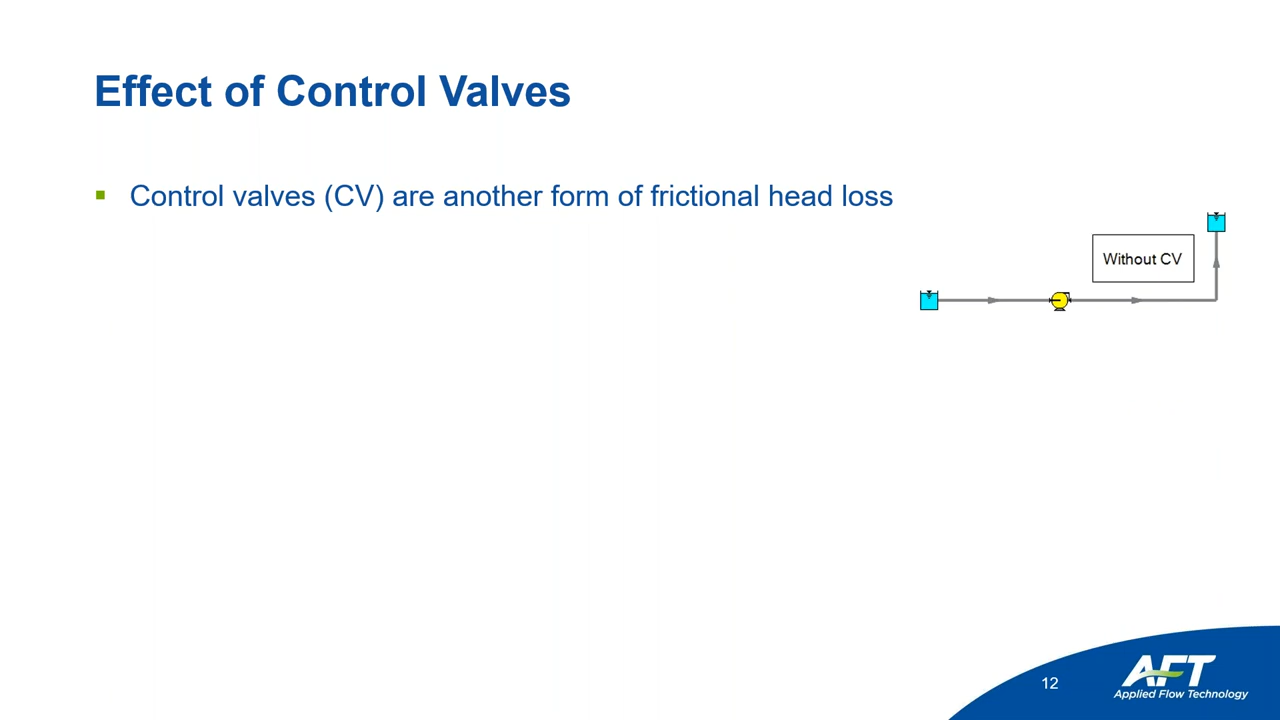 Effect of Control Valves
Control valves (CV) are another form of frictional head loss
Without CV
12
AFT
Applied Flow Technology